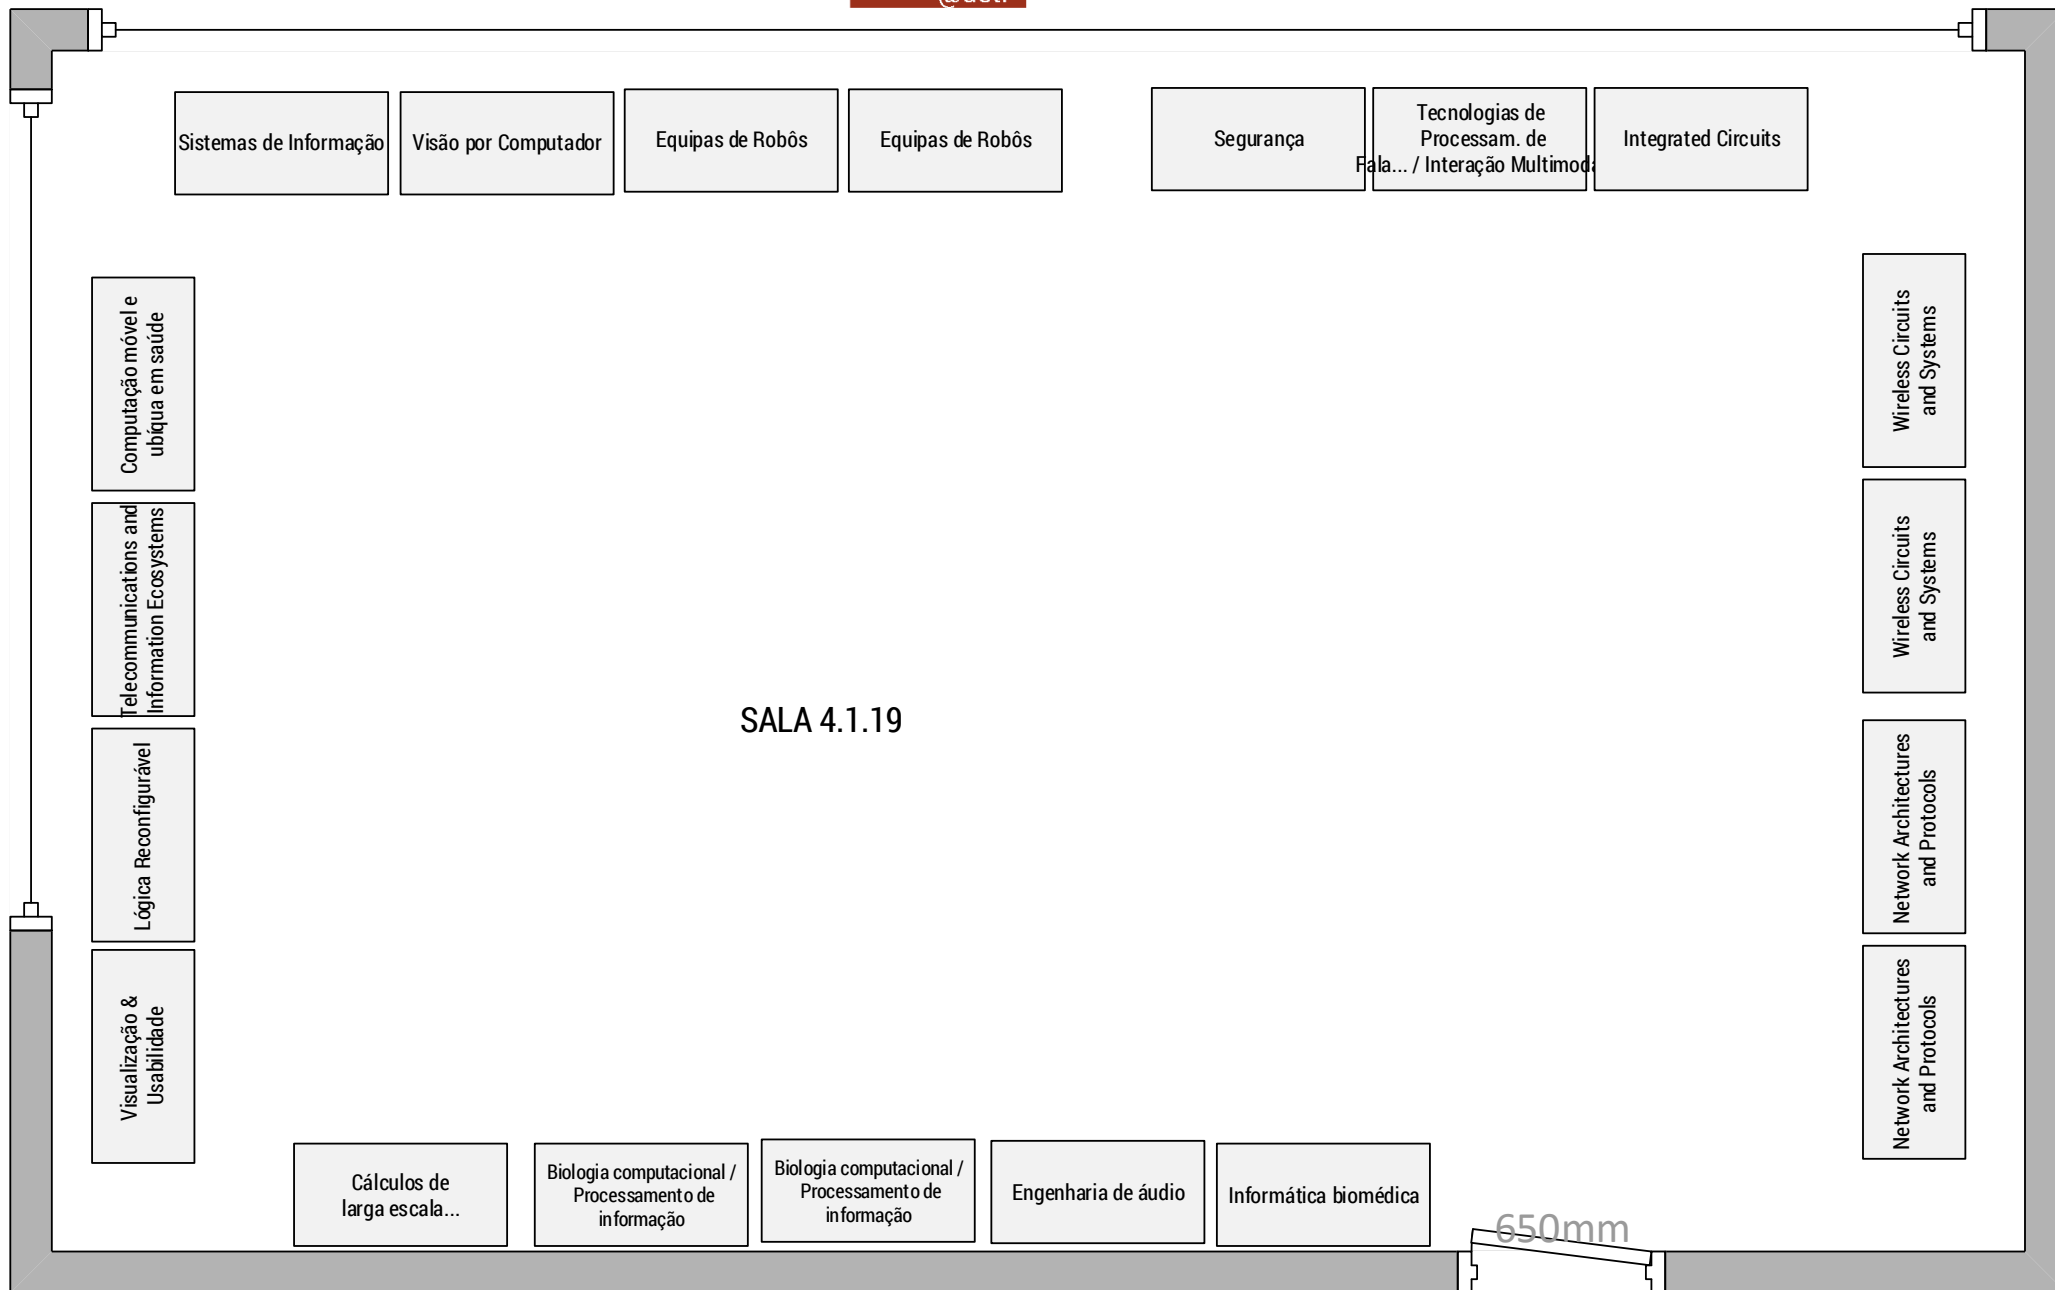 Sistemas de Informação
Visão por Computador
Equipas de Robôs
Equipas de Robôs
Segurança
Tecnologias de
Processam. de
Fala... / Interação Multimoda
Integrated Circuits
Computação móvel e
ubíqua em saúde
Telecommunications and
Information Ecosystems
Lógica Reconfigurável
Visualização &
Usabilidade
SALA 4.1.19
Wireless Circuits
and Systems
Wireless Circuits
and Systems
Network Architectures
and Protocols
Network Architectures
and Protocols
Cálculos de
larga escala...
Biologia computacional /
Processamento de
informação
Biologia computacional /
Processamento de
informação
Engenharia de áudio
Informática biomédica
650mm